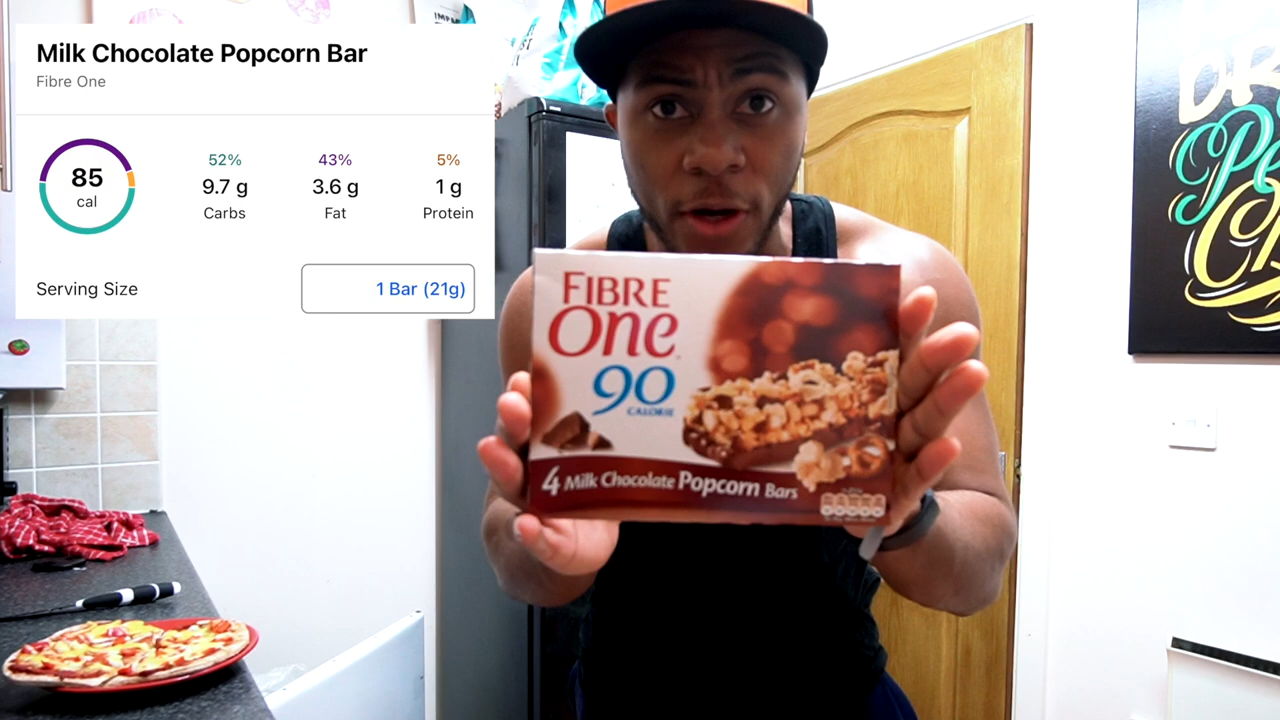 Milk Chocolate Popcorn Bar
Fibre One
85
cal
52%
9.7 g
Carbs
43%
3.6 g
Fat
5%
1 g
Protein
Serving Size
1 Bar (21g)
FIBRE
One
90
CALORIE
4 Milk Chocolate Popcorn Bars